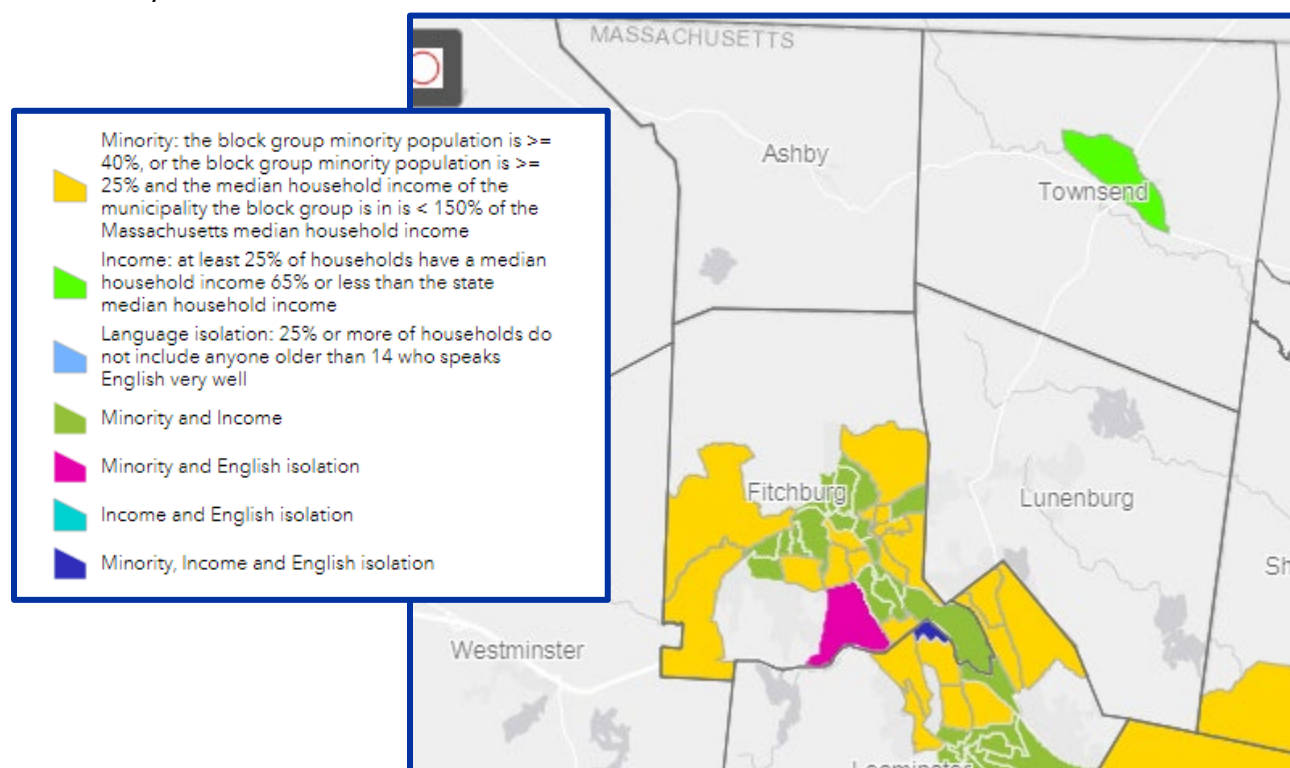 MASSACHUSETTS
Ashby
Townsend
Minority: the block group minority population is >=
40%, or the block group minority population is >=
25% and the median household income of the
municipality the block group is in is < 150% of the
Massachusetts median household income
Income: at least 25% of households have a median
household income 65% or less than the state
median household income
Language isolation: 25% or more of households do
not include anyone older than 14 who speaks
English very well
Minority and Income
Minority and English isolation
Income and English isolation
Minority, Income and English isolation
Fitchburg
Lunenburg
Sh
Westminster